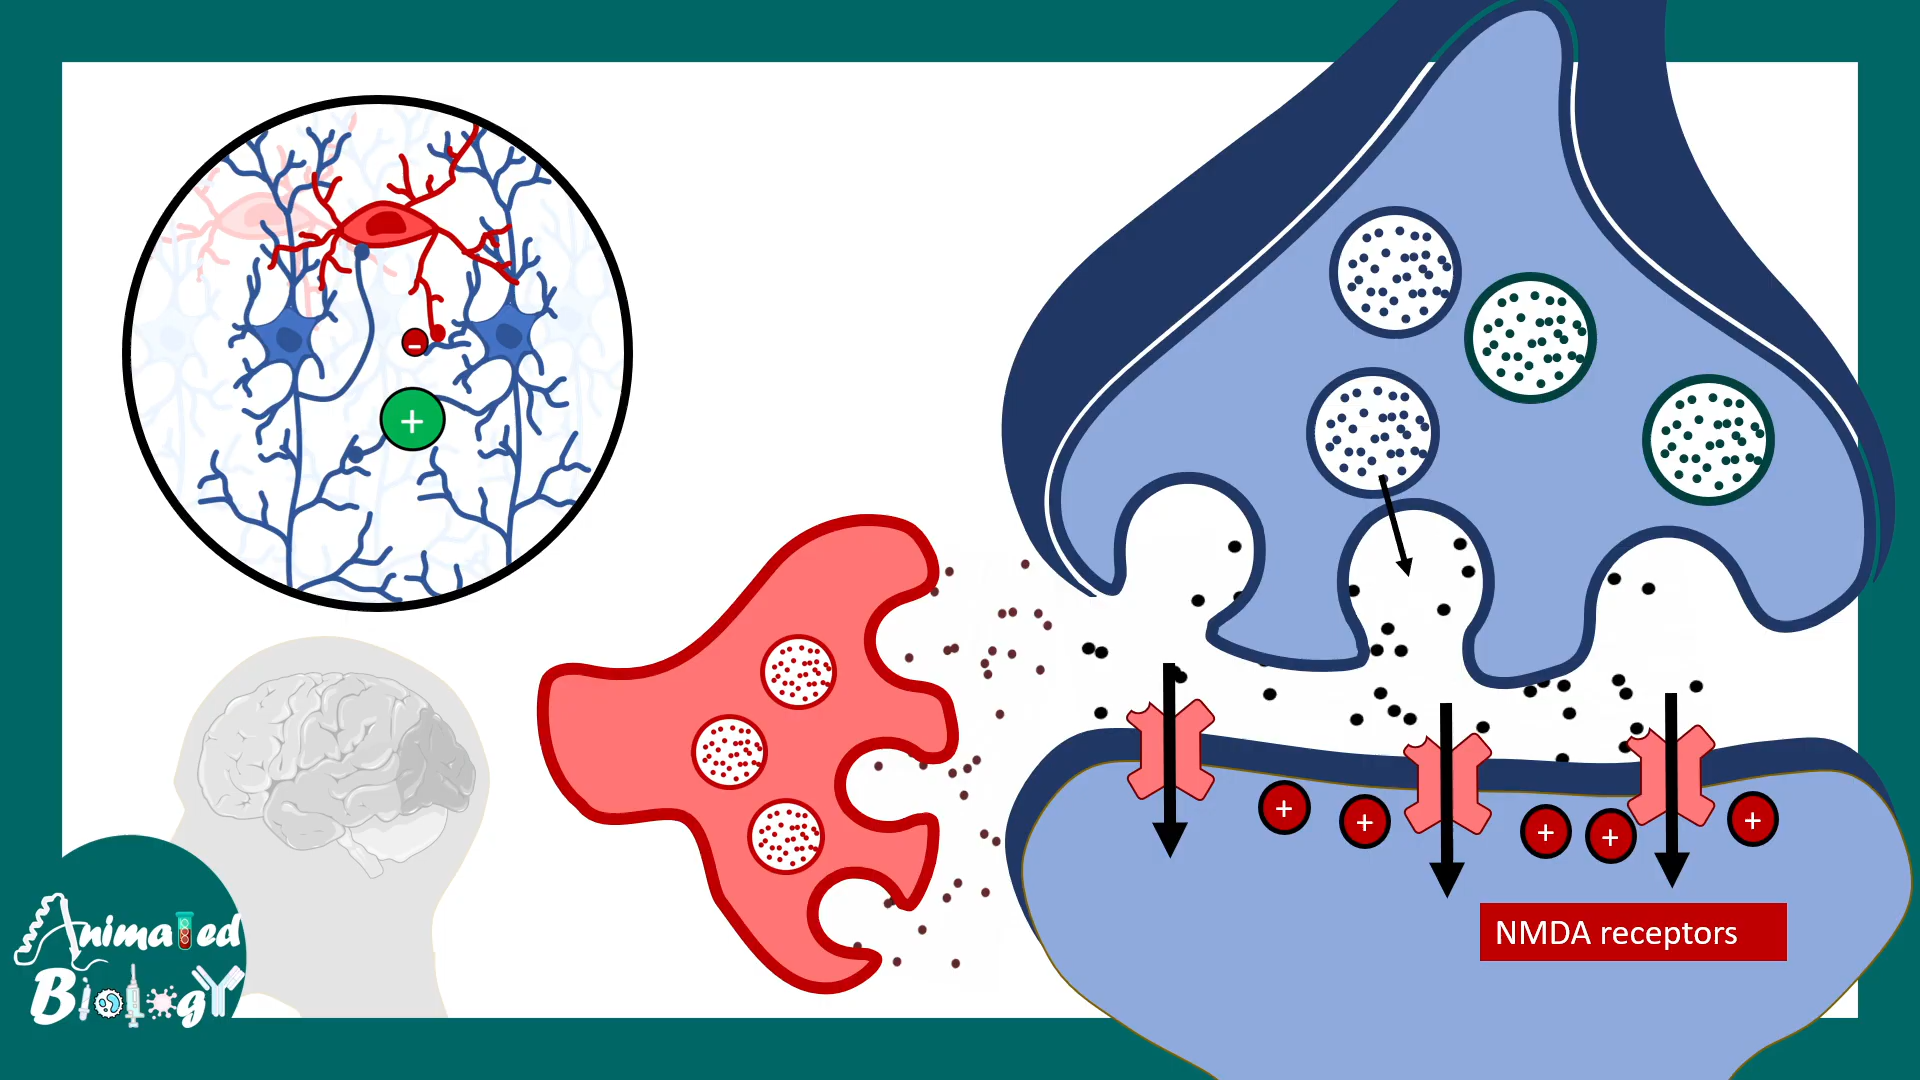 -
+
+
+
+
+
+
NMDA receptors
Animated
Biology